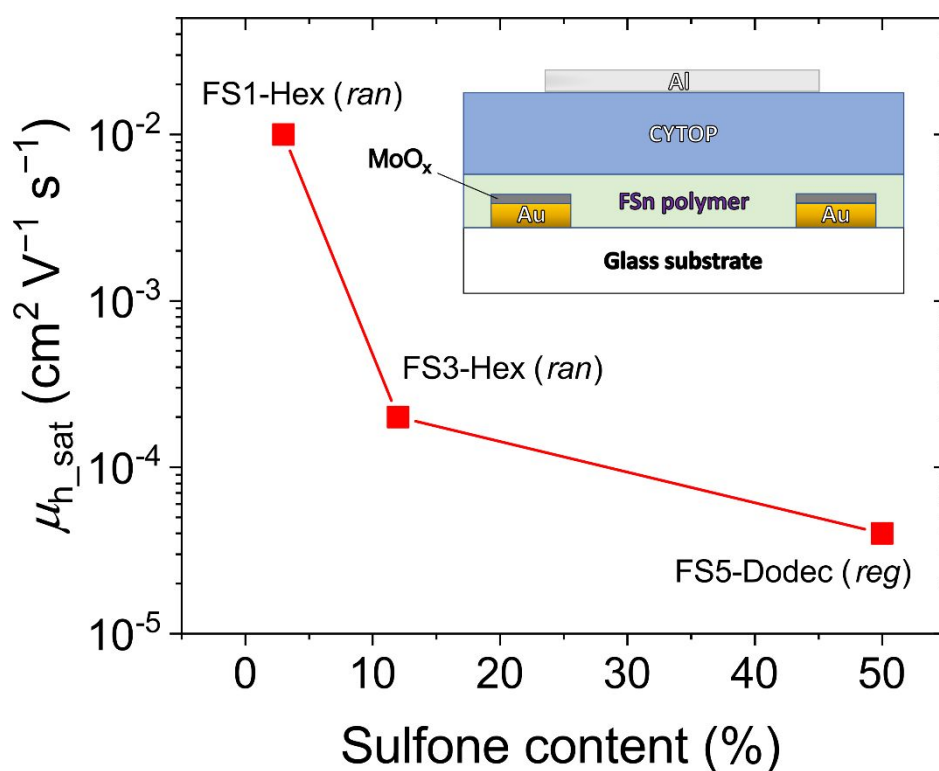 FS1-Hex (ran)
Al
CYTOP
MoOₓ
FSn polymer
Au
Au
Glass substrate
FS3-Hex (ran)
FS5-Dodec (reg)
10⁻²
10⁻³
10⁻⁴
10⁻⁵
μh_sat (cm² V⁻¹ s⁻¹)
0 10 20 30 40 50
Sulfone content (%)